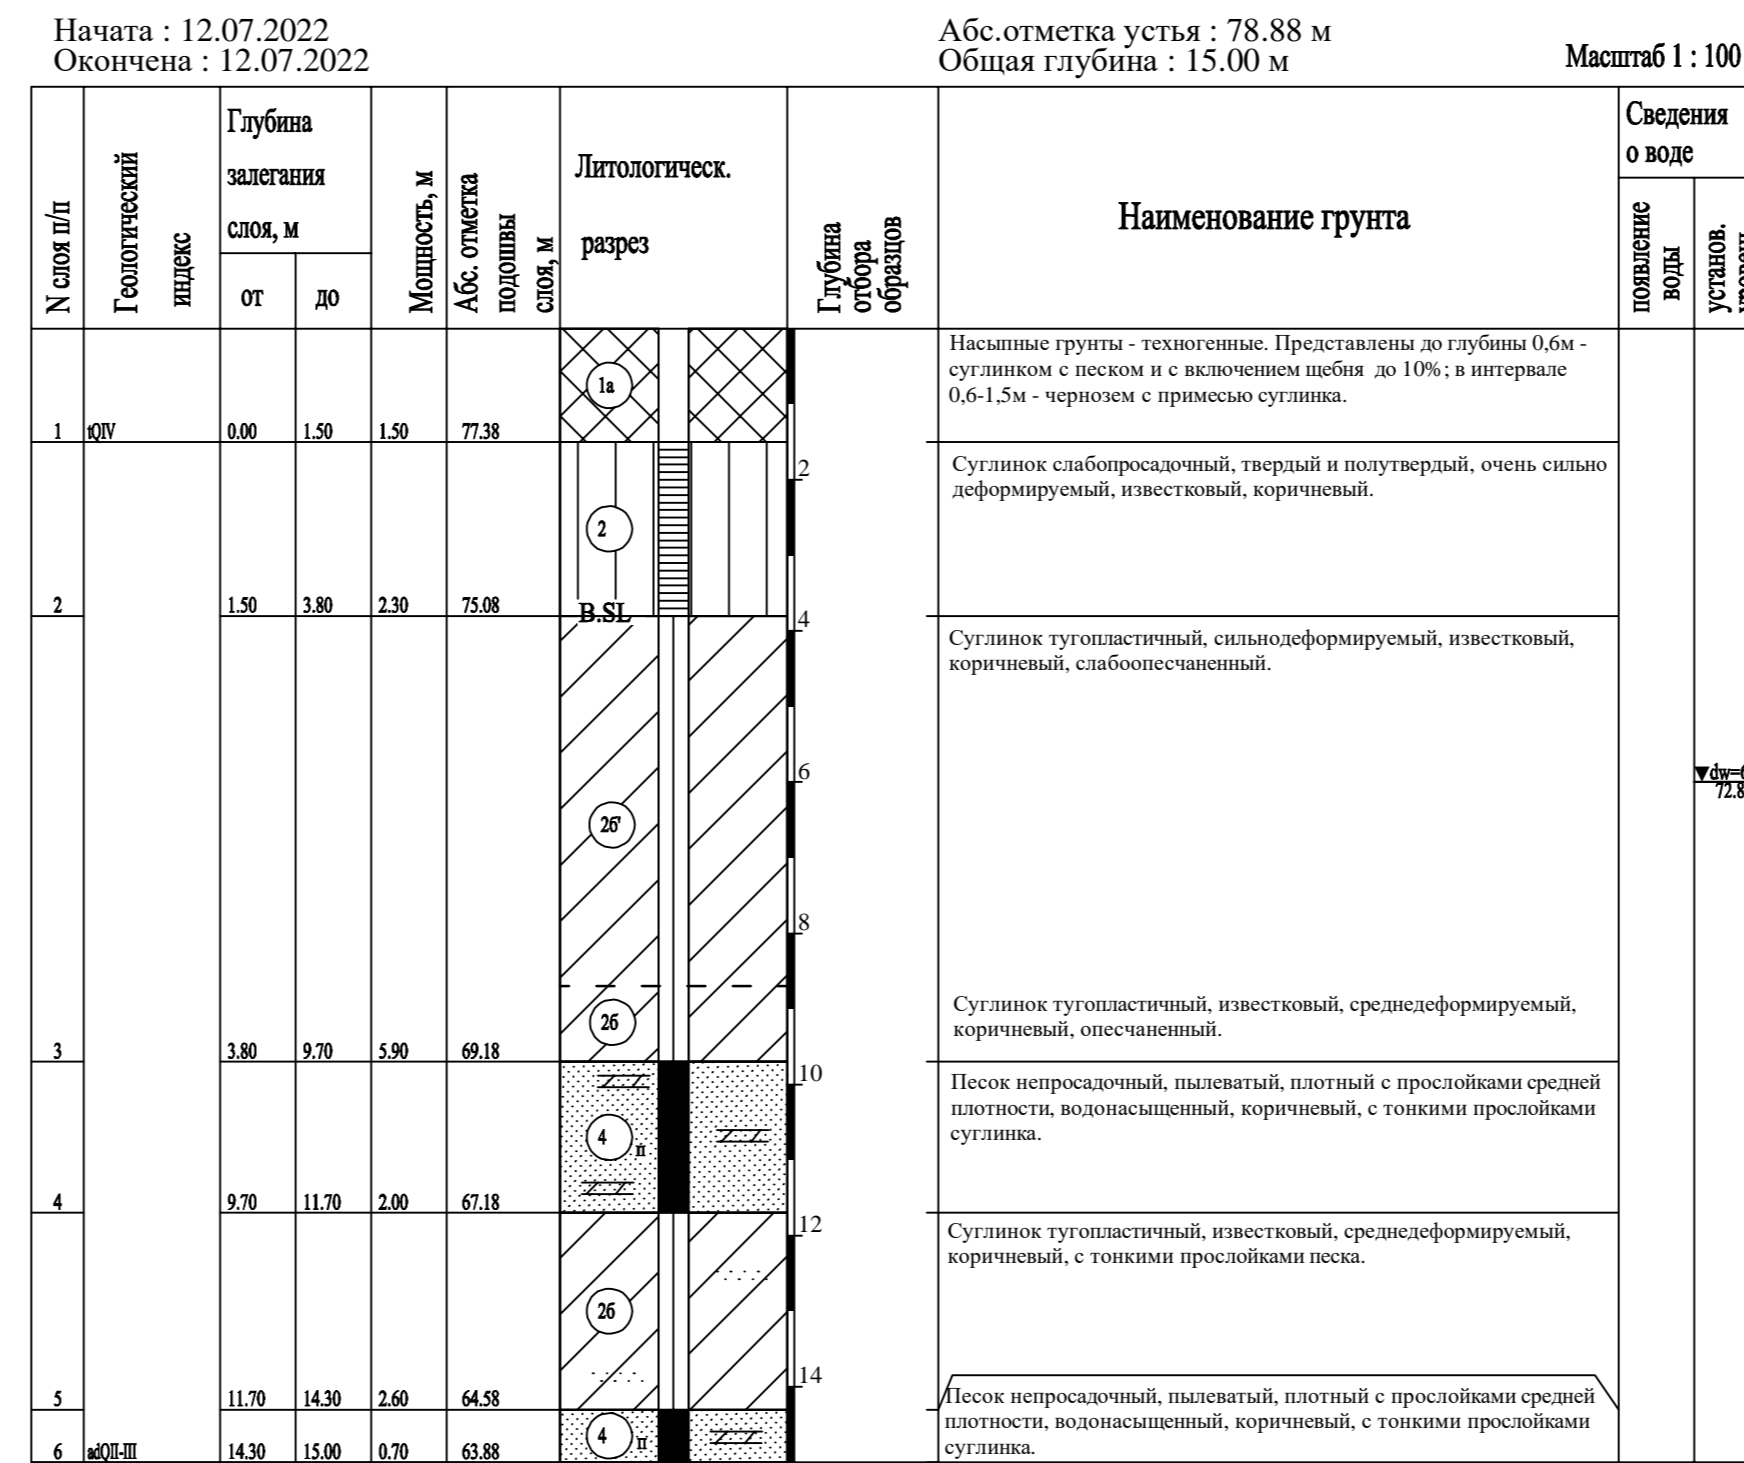 Начата : 12.07.2022
Окончена : 12.07.2022
Абс.отметка устья : 78.88 м
Общая глубина : 15.00 м
Масштаб 1 : 100
N слоя п/п
Геологический
индекс
Глубина
залегания
слоя, м
от
до
Мощность, м
Абс. отметка
подошвы
слоя, м
Литологическ.
разрез
Глубина
отбора
образцов
Наименование грунта
Сведения
о воде
появление
воды
установ.
1а
Насыпные грунты - техногенные. Представлены до глубины 0,6м -
суглинком с песком и с включением щебня до 10%; в интервале
0,6-1,5м - чернозем с примесью суглинка.
1 tQIV 0.00 1.50 1.50 77.38
2
Суглинок слабопросадочный, твердый и полутвердый, очень сильно
деформируемый, известковый, коричневый.
2
2 1.50 3.80 2.30 75.08
B.SL
4
Суглинок тугопластичный, сильнодеформируемый, известковый,
коричневый, слабоопесчаненный.
6
dw=6
72.8
2б'
8
Суглинок тугопластичный, известковый, среднедеформируемый,
коричневый, опесчаненный.
2б
3 3.80 9.70 5.90 69.18
10
Песок непросадочный, пылеватый, плотный с прослойками средней
плотности, водонасыщенный, коричневый, с тонкими прослойками
суглинка.
4 п
4 9.70 11.70 2.00 67.18
12
Суглинок тугопластичный, известковый, среднедеформируемый,
коричневый, с тонкими прослойками песка.
2б
14
5 11.70 14.30 2.60 64.58
Песок непросадочный, пылеватый, плотный с прослойками средней
плотности, водонасыщенный, коричневый, с тонкими прослойками
суглинка.
4 п
6 adQII-III 14.30 15.00 0.70 63.88